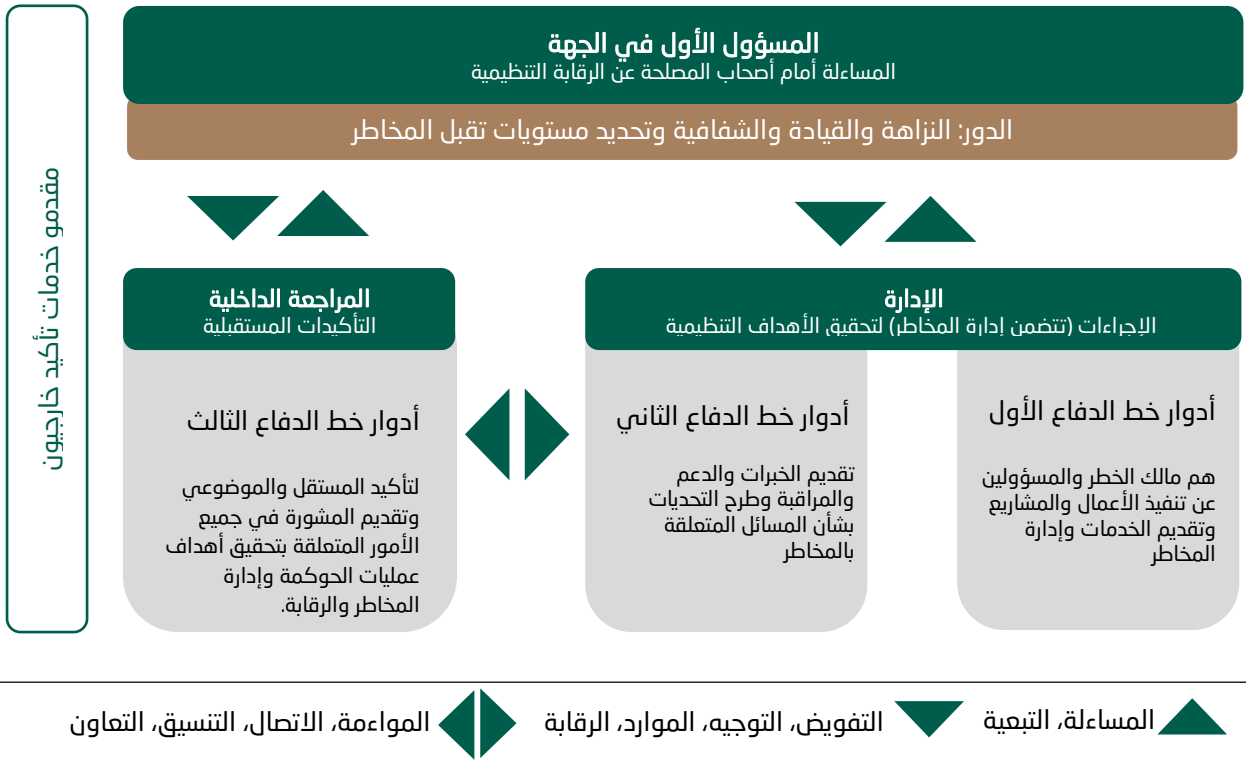 المسؤول الأول في الجهة
المساءلة أمام أصحاب المصلحة عن الرقابة التنظيمية
الدور: النزاهة والقيادة والشفافية وتحديد مستويات تقبل المخاطر
الإدارة
الإجراءات (تتضمن إدارة المخاطر) لتحقيق الأهداف التنظيمية
أدوار خط الدفاع الأول
هم مالك الخطر والمسؤولين
عن تنفيذ الأعمال والمشاريع
وتقديم الخدمات وإدارة
المخاطر
أدوار خط الدفاع الثاني
تقديم الخبرات والدعم
والمراقبة وطرح التحديات
بشأن المسائل المتعلقة
بالمخاطر
المراجعة الداخلية
التأكيدات المستقبلية
أدوار خط الدفاع الثالث
لتأكيد المستقل والموضوعي
وتقديم المشورة في جميع
الأمور المتعلقة بتحقيق أهداف
عمليات الحوكمة وإدارة
المخاطر والرقابة.
مقدمو خدمات تأكيد خارجيون
المساءلة، التبعية
التفويض، التوجيه، الموارد، الرقابة
المواءمة، الاتصال، التنسيق، التعاون